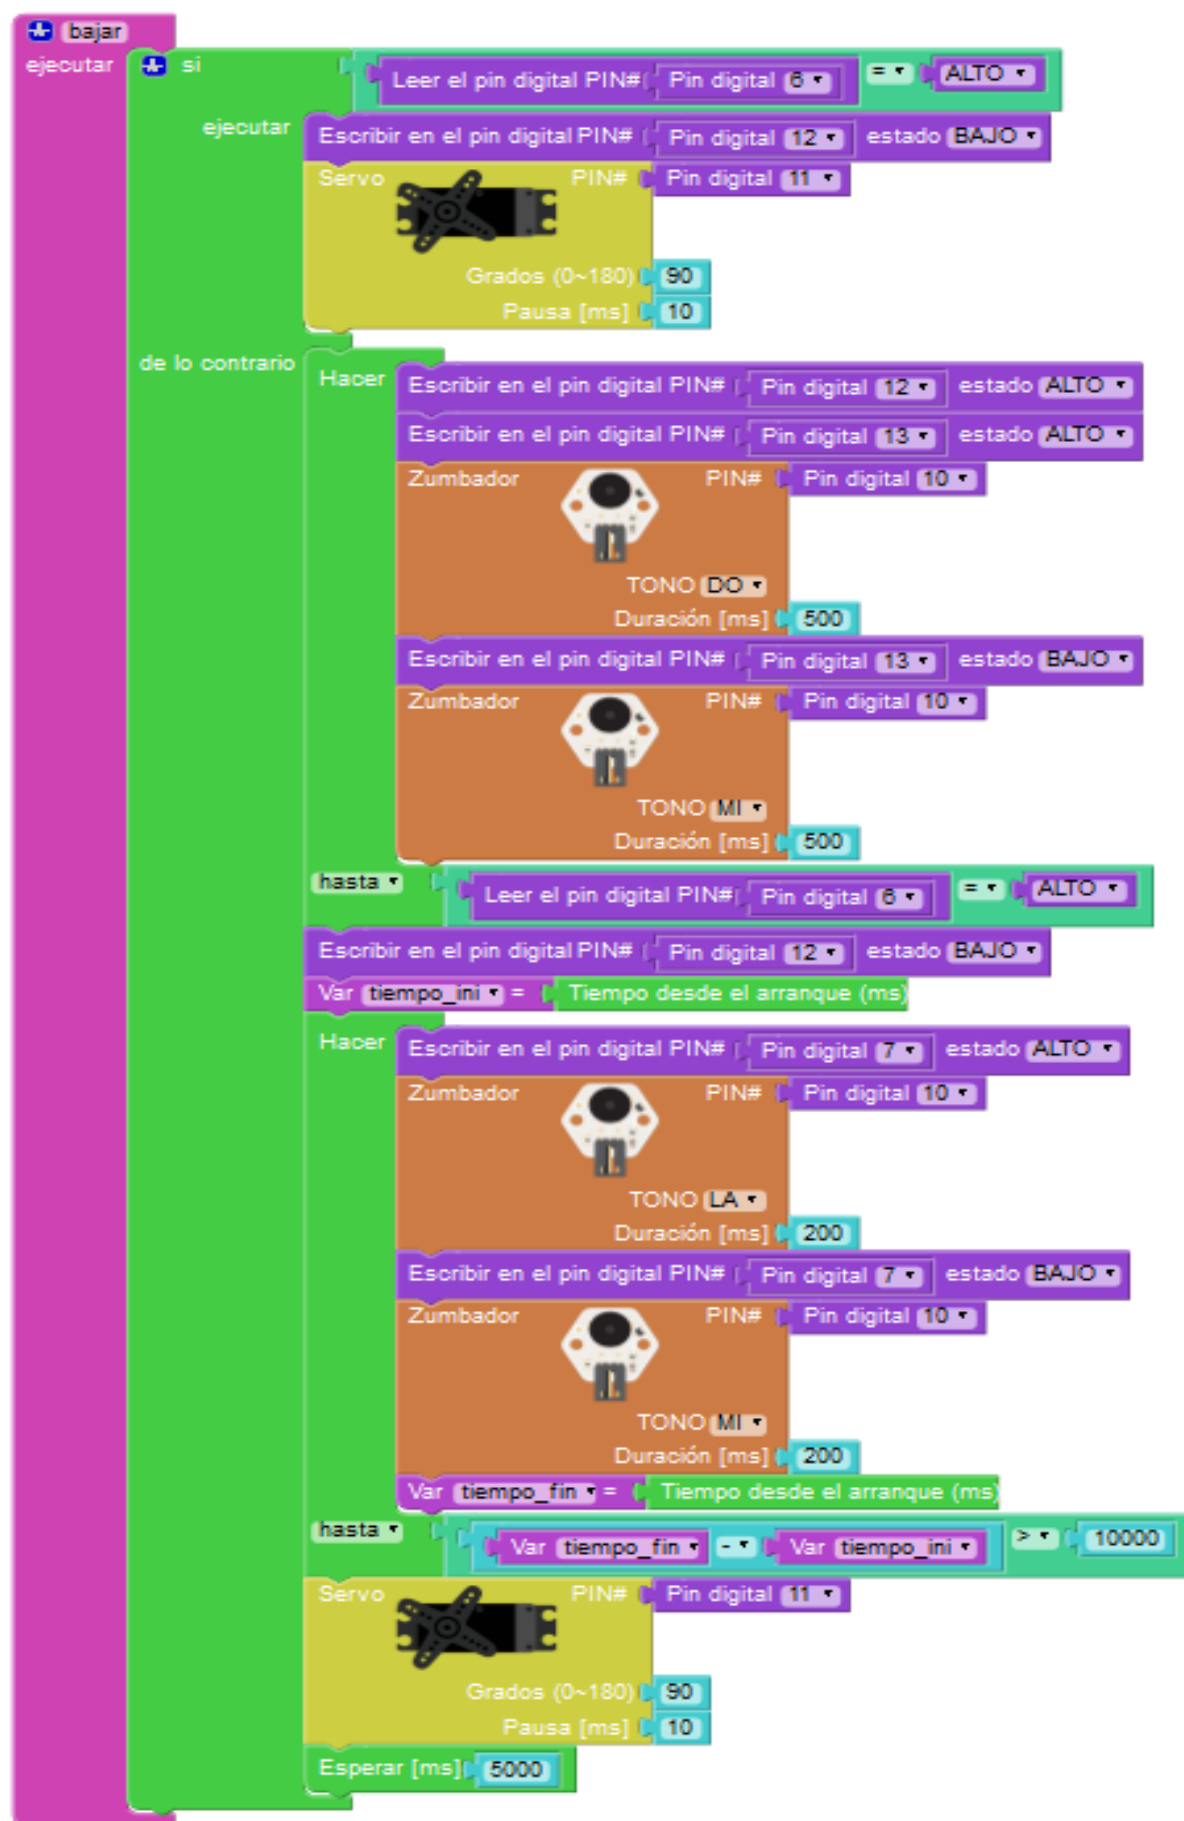 bajar
ejecutar si Leer el pin digital PIN# Pin digital 6 = ALTO
ejecutar Escribir en el pin digital PIN# Pin digital 12 estado BAJO
Servo PIN# Pin digital 11
Grados (0~180) 90
Pausa [ms] 10
de lo contrario Hacer Escribir en el pin digital PIN# Pin digital 12 estado ALTO
Escribir en el pin digital PIN# Pin digital 13 estado ALTO
Zumbador PIN# Pin digital 10
TONO DO
Duración [ms] 500
Escribir en el pin digital PIN# Pin digital 13 estado BAJO
Zumbador PIN# Pin digital 10
TONO MI
Duración [ms] 500
hasta Leer el pin digital PIN# Pin digital 6 = ALTO
Escribir en el pin digital PIN# Pin digital 12 estado BAJO
Var tiempo_ini = Tiempo desde el arranque (ms)
Hacer Escribir en el pin digital PIN# Pin digital 7 estado ALTO
Zumbador PIN# Pin digital 10
TONO LA
Duración [ms] 200
Escribir en el pin digital PIN# Pin digital 7 estado BAJO
Zumbador PIN# Pin digital 10
TONO MI
Duración [ms] 200
Var tiempo_fin = Tiempo desde el arranque (ms)
hasta Var tiempo_fin - Var tiempo_ini > 10000
Servo PIN# Pin digital 11
Grados (0~180) 90
Pausa [ms] 10
Esperar [ms] 5000